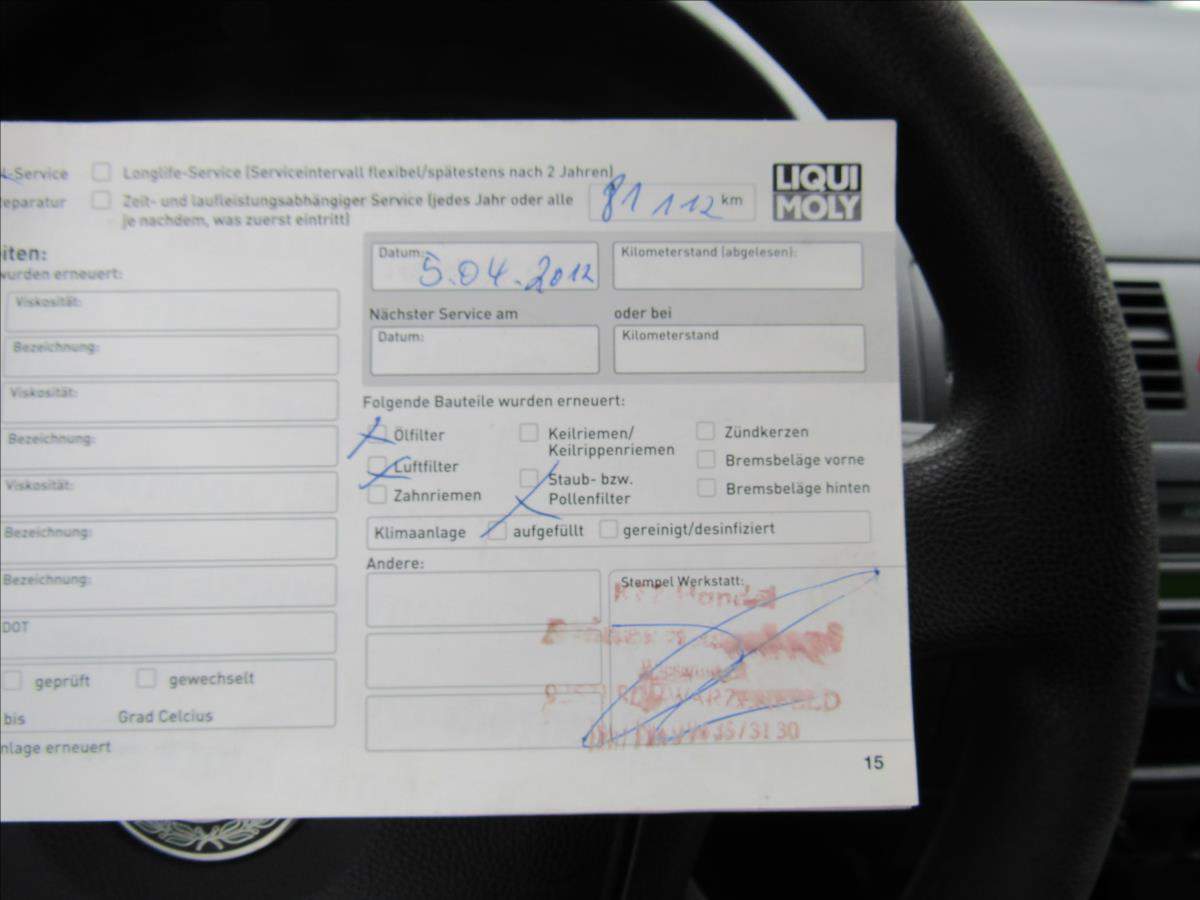 -Service
Longlife-Service (Serviceintervall flexibel/spätestens nach 2 Jahren)
eparatur
Zeit- und laufleistungsabhängiger Service (jedes Jahr oder alle
je nachdem, was zuerst eintritt)
81 112 km
LIQUI
MOLY
iten:
wurden erneuert:
Viskosität:
Bezeichnung:
Viskosität:
Bezeichnung:
Viskosität:
Bezeichnung:
Bezeichnung:
DOT
geprüft
gewechselt
bis
Grad Celcius
nlage erneuert
Datum: 5.04.2012
Kilometerstand (abgelesen):
Nächster Service am
oder bei
Datum:
Kilometerstand
Folgende Bauteile wurden erneuert:
Ölfilter
Keilriemen/
Keilrippenriemen
Zündkerzen
Luftfilter
Staub- bzw.
Pollenfilter
Bremsbeläge vorne
Zahnriemen
Bremsbeläge hinten
Klimaanlage
aufgefüllt
gereinigt/desinfiziert
Andere:
Stempel Werkstatt:
15